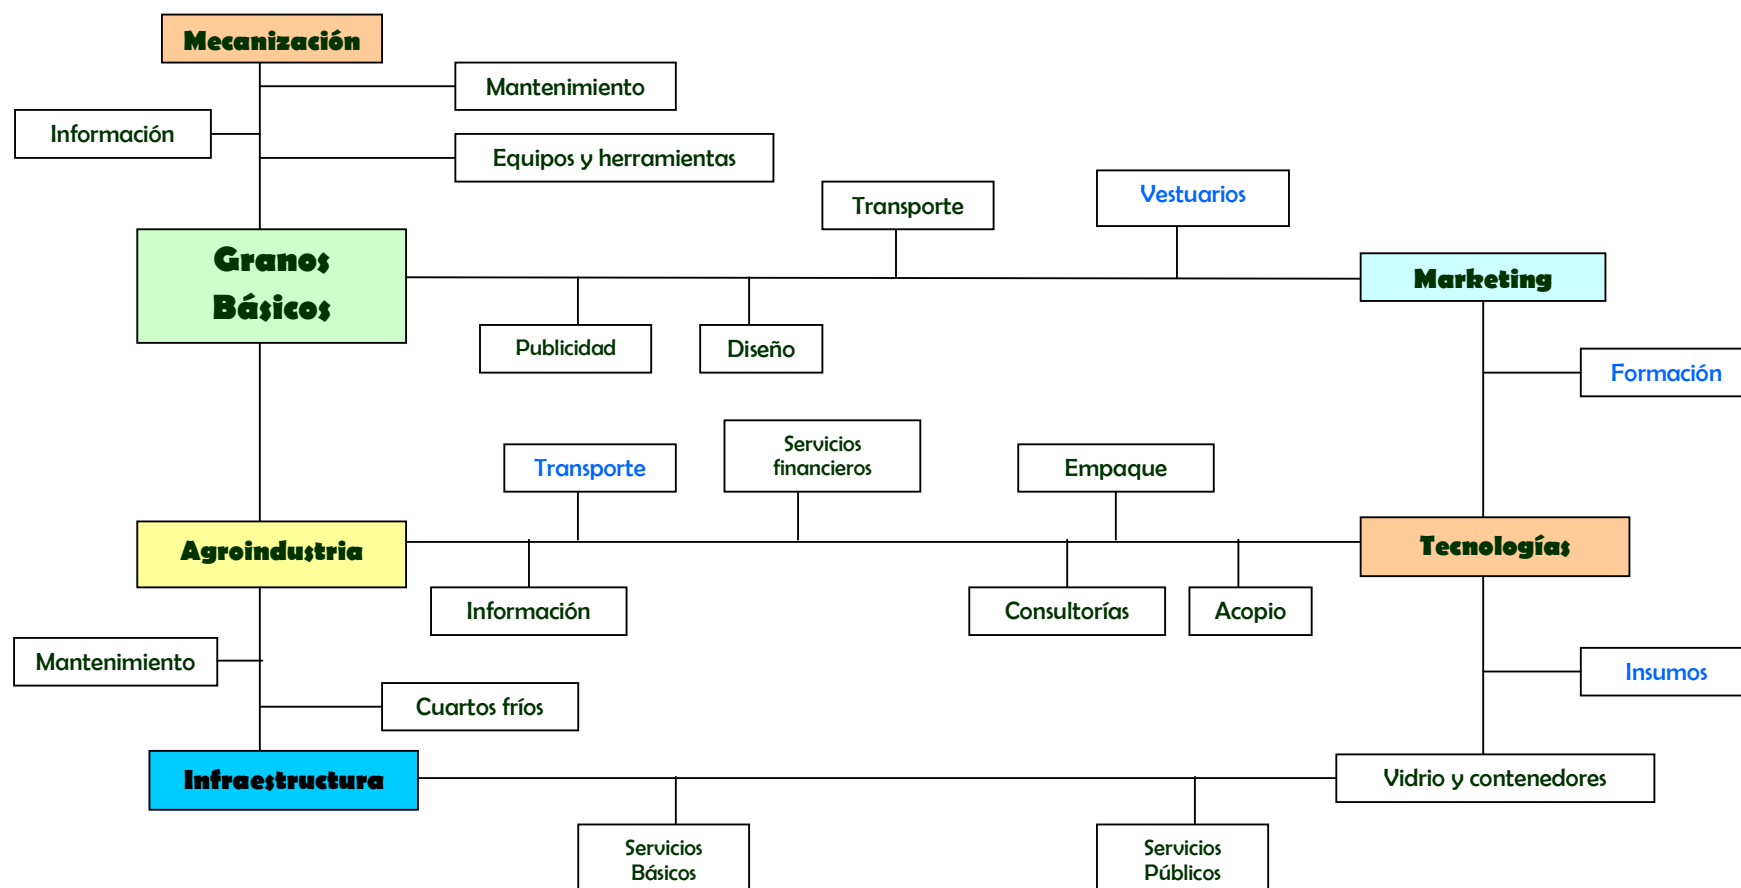 Mecanización
Mantenimiento
Información
Equipos y herramientas
Transporte
Vestuarios
Granos
Básicos
Marketing
Publicidad
Diseño
Formación
Servicios
financieros
Transporte
Empaque
Agroindustria
Tecnologías
Información
Consultorías
Acopio
Mantenimiento
Insumos
Cuartos fríos
Infraestructura
Vidrio y contenedores
Servicios
Básicos
Servicios
Públicos